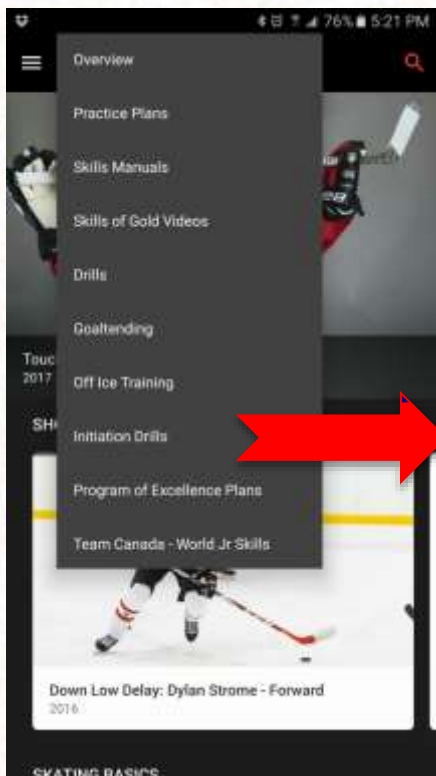 76% 5:21 PM
Overview
Practice Plans
Skills Manuals
Skills of Gold Videos
Drills
Goaltending
Touc
2017
Off Ice Training
SH
Initiation Drills
Program of Excellence Plans
Team Canada - World Jr Skills
Down Low Delay: Dylan Strome - Forward
2016
SKATING BASICS